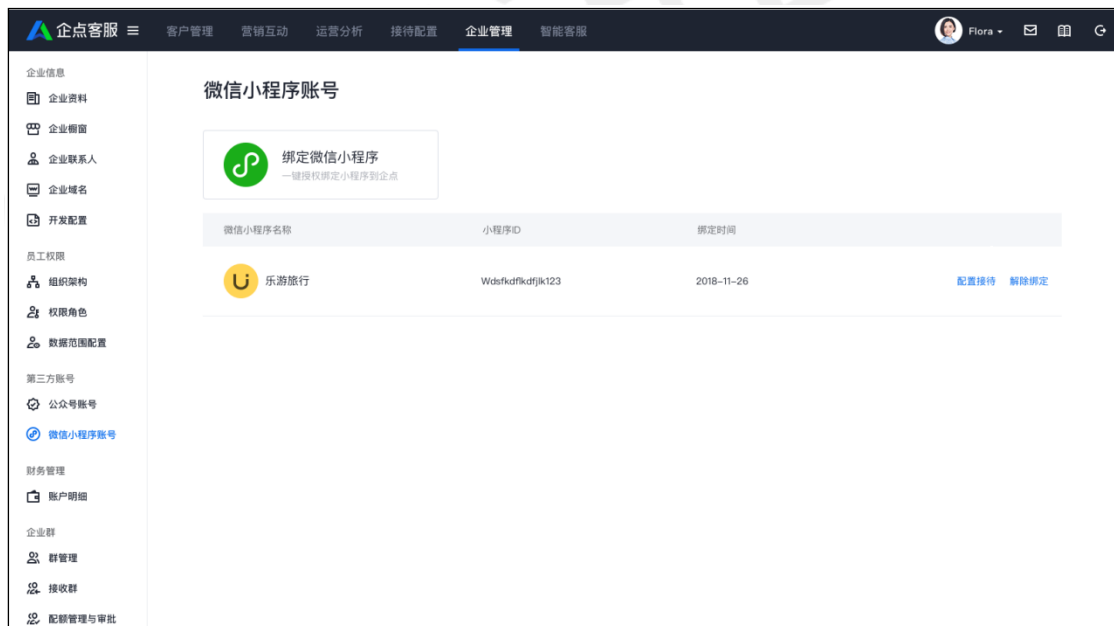 企点客服
客户管理 营销互动 运营分析 接待配置 企业管理 智能客服
Flora
企业信息
企业资料
企业橱窗
企业联系人
企业域名
开发配置
员工权限
组织架构
权限角色
数据范围配置
第三方账号
公众号账号
微信小程序账号
财务管理
账户明细
企业群
群管理
接收群
配额管理与审批
微信小程序账号
绑定微信小程序
一键授权绑定小程序到企点
微信小程序名称 小程序ID 绑定时间
乐游旅行 Wdsfkdflkdfjlk123 2018-11-26 配置接待 解除绑定